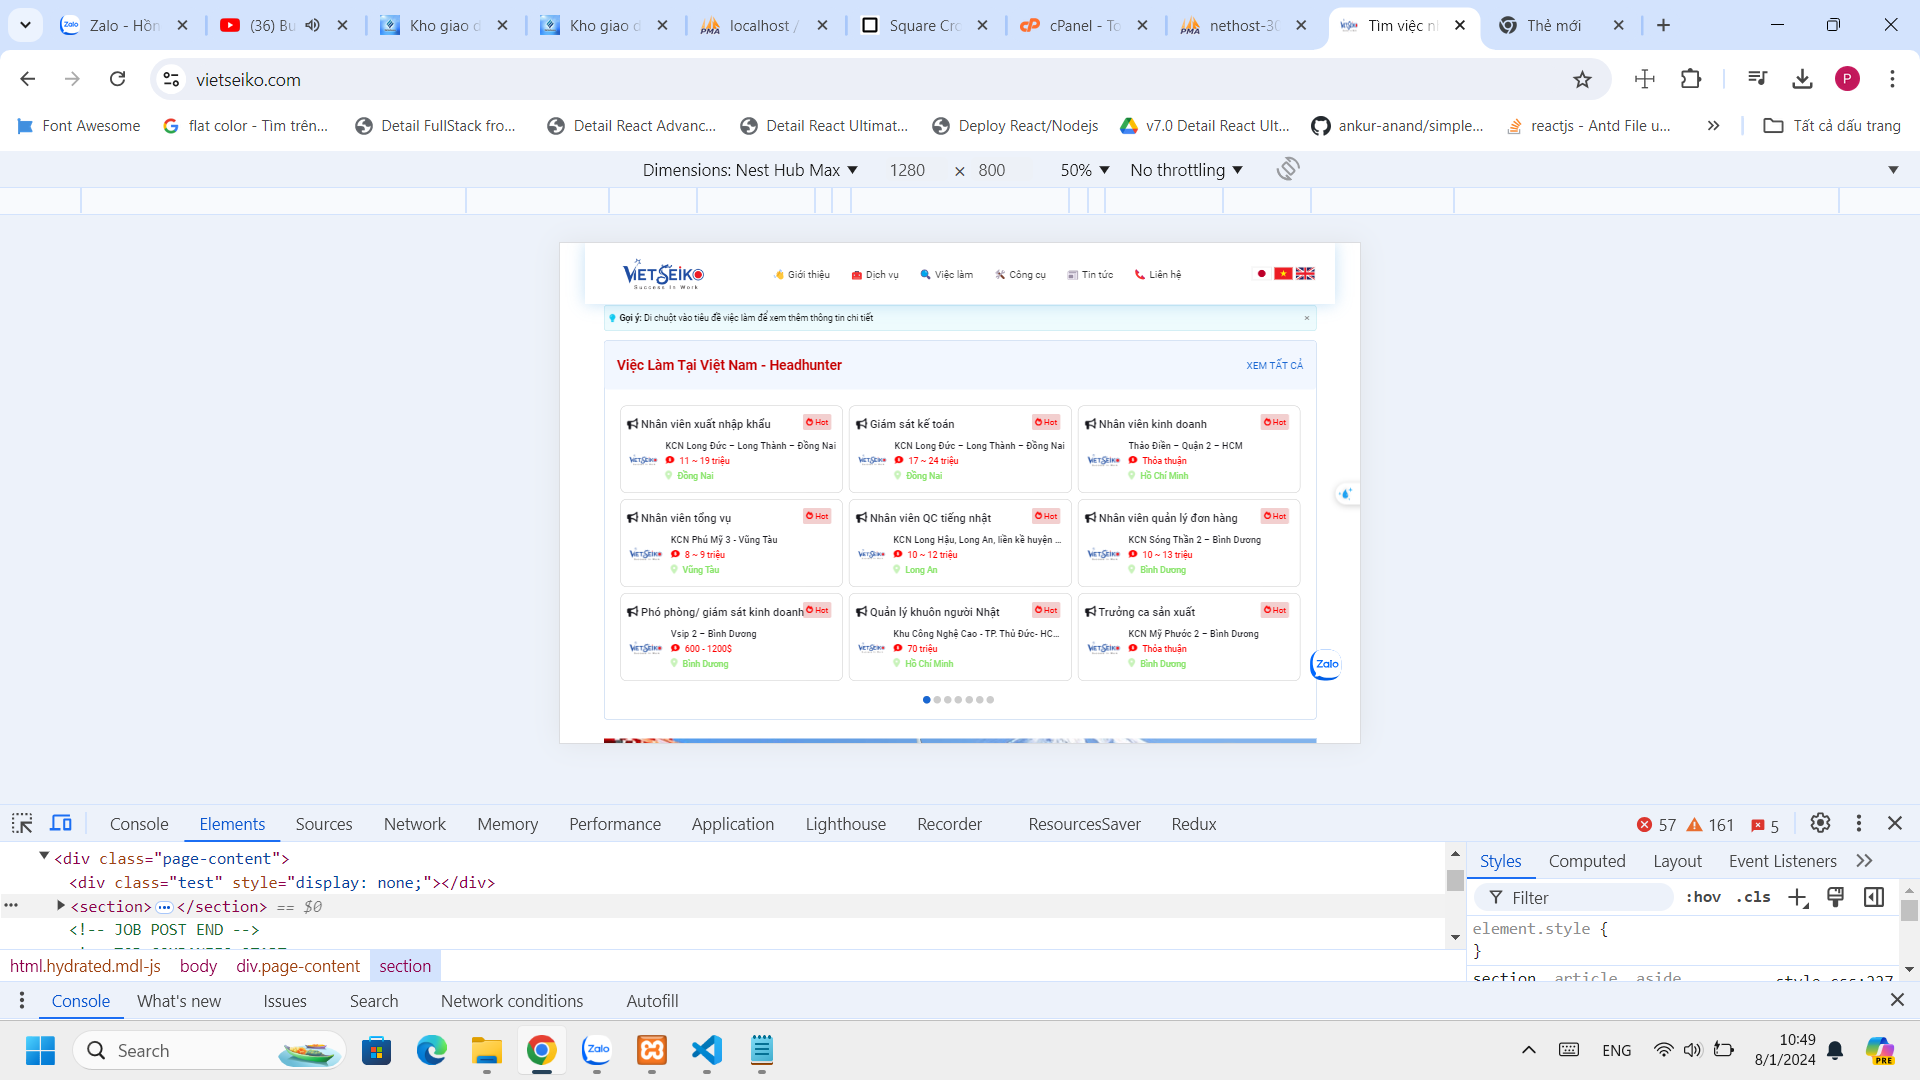 Zalo - Hồn
(36) Bu
Kho giao d
Kho giao d
localhost /
Square Cro
cPanel - To
nethost-30
Tìm việc nh
Thẻ mới
vietseiko.com
P
Font Awesome
flat color - Tìm trên...
Detail FullStack fro...
Detail React Advanc...
Detail React Ultimat...
Deploy React/Nodejs
v7.0 Detail React Ult...
ankur-anand/simple...
reactjs - Antd File u...
Tất cả dấu trang
Dimensions: Nest Hub Max 1280 × 800 50% No throttling
VIETSEIKO
Success In Work
Giới thiệu
Dịch vụ
Việc làm
Công cụ
Tin tức
Liên hệ
Gợi ý: Di chuột vào tiêu đề việc làm để xem thêm thông tin chi tiết ×
Việc Làm Tại Việt Nam - Headhunter
XEM TẤT CẢ
Nhân viên xuất nhập khẩu Hot
KCN Long Đức – Long Thành – Đồng Nai
11 ~ 19 triệu
Đồng Nai
Giám sát kế toán Hot
KCN Long Đức – Long Thành – Đồng Nai
17 ~ 24 triệu
Đồng Nai
Nhân viên kinh doanh Hot
Thảo Điền – Quận 2 – HCM
Thỏa thuận
Hồ Chí Minh
Nhân viên tổng vụ Hot
KCN Phú Mỹ 3 - Vũng Tàu
8 ~ 9 triệu
Vũng Tàu
Nhân viên QC tiếng nhật Hot
KCN Long Hậu, Long An, liền kề huyện ...
10 ~ 12 triệu
Long An
Nhân viên quản lý đơn hàng Hot
KCN Sóng Thần 2 – Bình Dương
10 ~ 13 triệu
Bình Dương
Phó phòng/ giám sát kinh doanh Hot
Vsip 2 – Bình Dương
600 - 1200$
Bình Dương
Quản lý khuôn người Nhật Hot
Khu Công Nghệ Cao - TP. Thủ Đức- HC...
70 triệu
Hồ Chí Minh
Trưởng ca sản xuất Hot
KCN Mỹ Phước 2 – Bình Dương
Thỏa thuận
Bình Dương
Zalo
Console
Elements
Sources
Network
Memory
Performance
Application
Lighthouse
Recorder
ResourcesSaver
Redux
57 161 5
<div class="page-content">
<div class="test" style="display: none;"></div>
<section>…</section> == $0
<!-- JOB POST END -->
html.hydrated.mdl-js body div.page-content section
Styles
Computed
Layout
Event Listeners
Filter
:hov .cls
element.style {
}
section, article, aside
style.css:227
Console
What's new
Issues
Search
Network conditions
Autofill
Search
Zalo
ENG
10:49
8/1/2024
PRE